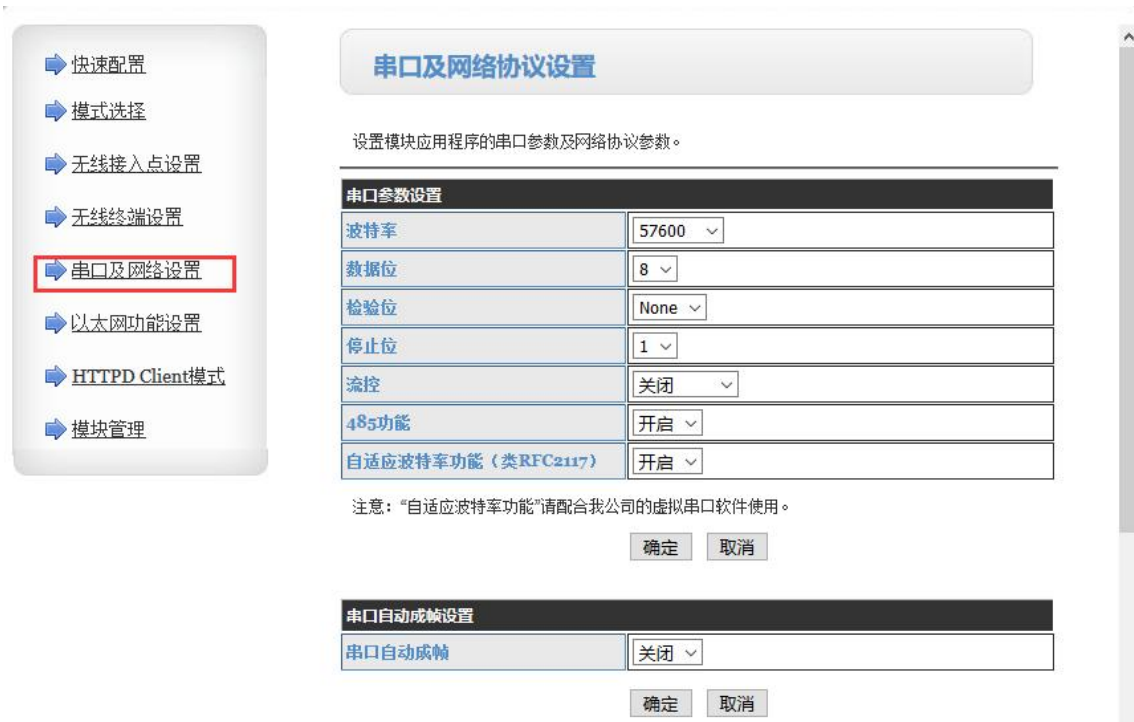 快速配置
模式选择
无线接入点设置
无线终端设置
串口及网络设置
以太网功能设置
HTTPD Client模式
模块管理
串口及网络协议设置
设置模块应用程序的串口参数及网络协议参数。
串口参数设置
波特率 57600
数据位 8
检验位 None
停止位 1
流控 关闭
485功能 开启
自适应波特率功能（类RFC2117） 开启
注意：“自适应波特率功能”请配合我公司的虚拟串口软件使用。
确定 取消
串口自动成帧设置
串口自动成帧 关闭
确定 取消